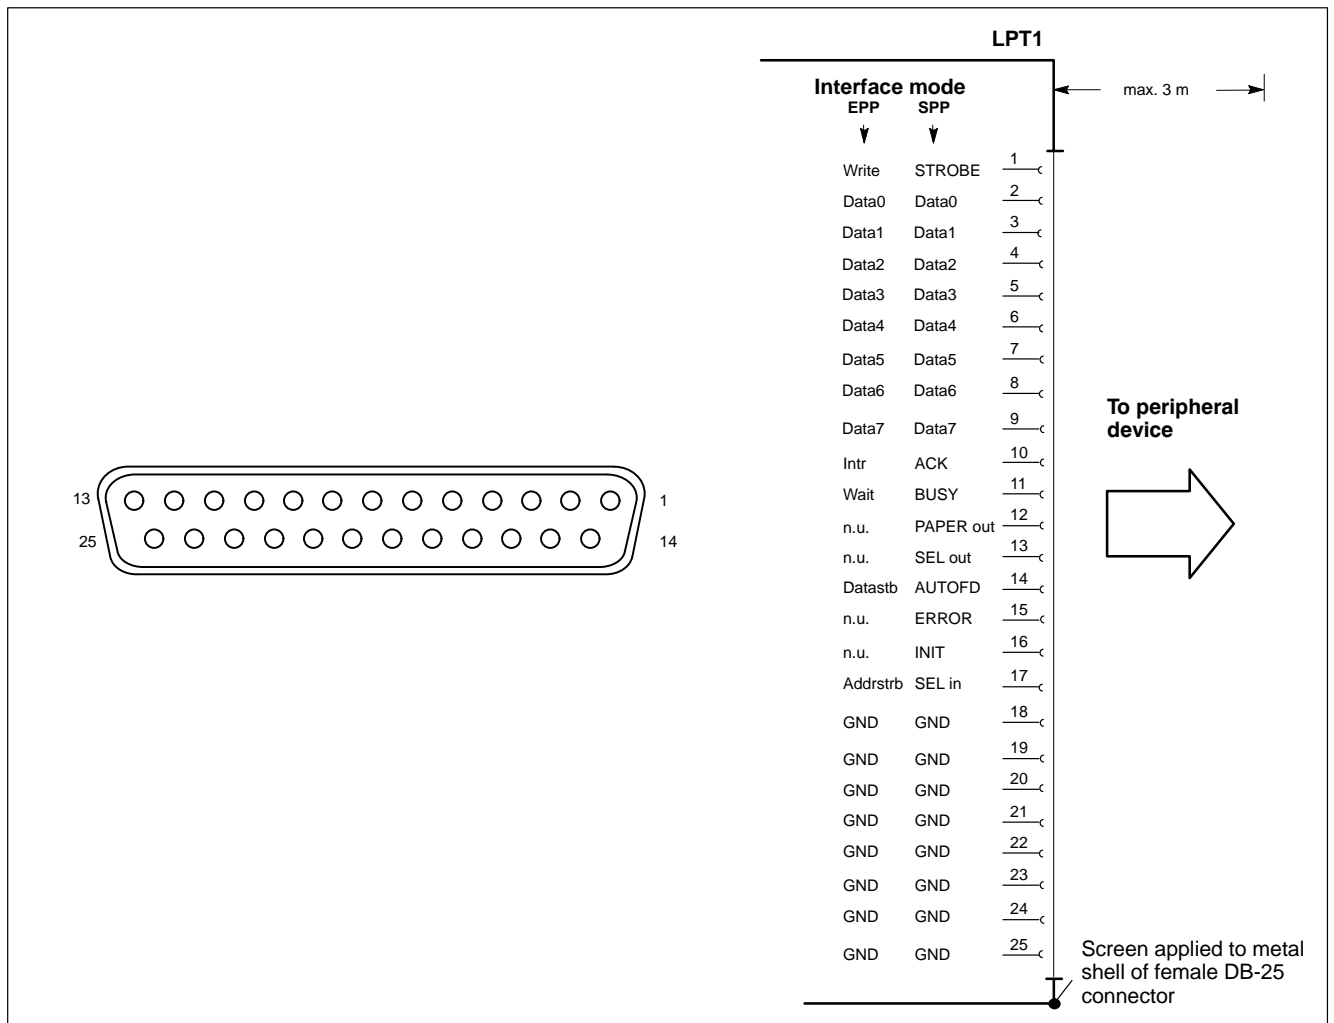 LPT1
Interface mode
EPP SPP
max. 3 m
Write STROBE 1
Data0 Data0 2
Data1 Data1 3
Data2 Data2 4
Data3 Data3 5
Data4 Data4 6
Data5 Data5 7
Data6 Data6 8
Data7 Data7 9
Intr ACK 10
Wait BUSY 11
n.u. PAPER out 12
n.u. SEL out 13
Datastb AUTOFD 14
n.u. ERROR 15
n.u. INIT 16
Addrstrb SEL in 17
GND GND 18
GND GND 19
GND GND 20
GND GND 21
GND GND 22
GND GND 23
GND GND 24
GND GND 25
To peripheral
device
13 1
25 14
Screen applied to metal
shell of female DB-25
connector